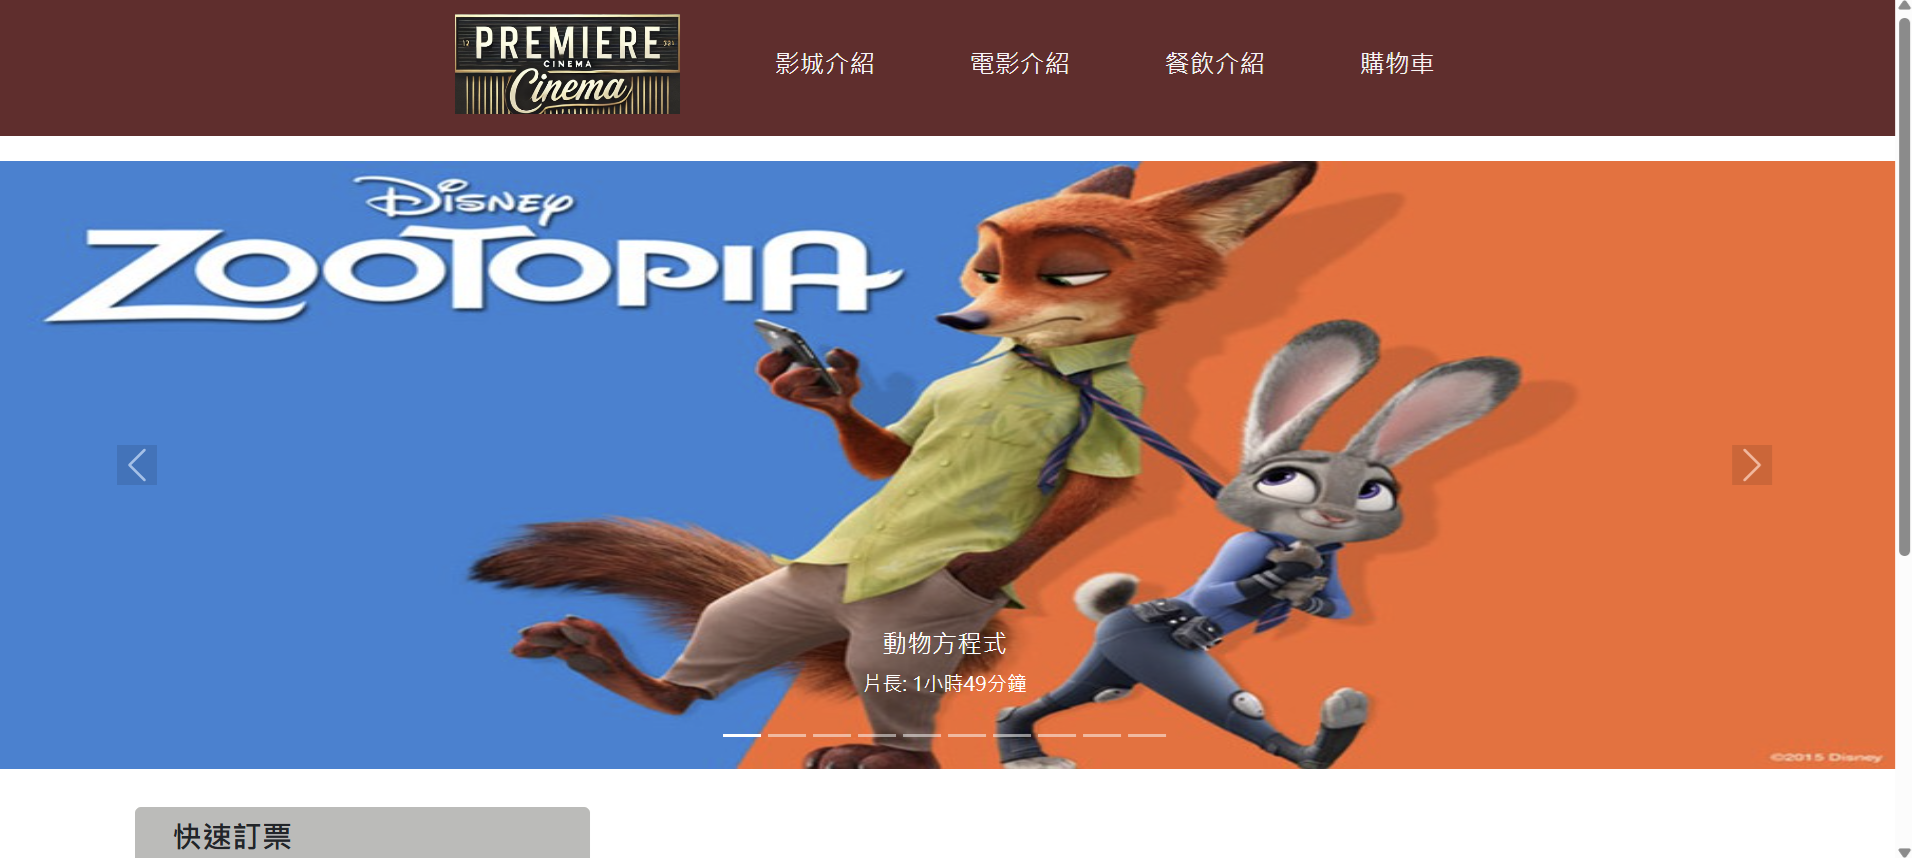 PREMIERE
CINEMA
Cinema
影城介紹
電影介紹
餐飲介紹
購物車
Disney
ZOOTOPIA
動物方程式
片長: 1小時49分鐘
©2015 Disney
快速訂票